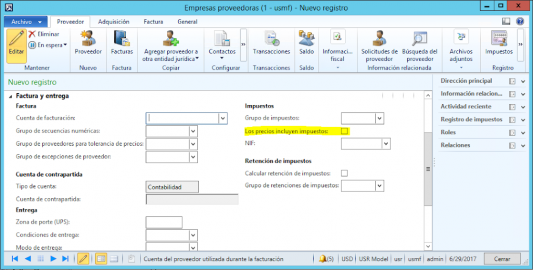 Empresas proveedoras (1 - usmf) - Nuevo registro
Archivo
Proveedor
Adquisición
Factura
General
Editar
Eliminar
En espera
Mantener
Proveedor
Nuevo
Facturas
Factura
Agregar proveedor a otra entidad jurídica
Copiar
Contactos
Configurar
Transacciones
Transacciones
Saldo
Saldo
Informaci... fiscal
Solicitudes de proveedor
Búsqueda del proveedor
Información relacionada
Archivos adjuntos
Impuestos
Registro
Nuevo registro
Factura y entrega
Factura
Cuenta de facturación:
Grupo de secuencias numéricas:
Grupo de proveedores para tolerancia de precios:
Grupo de excepciones de proveedor:
Cuenta de contrapartida
Tipo de cuenta:
Contabilidad
Cuenta de contrapartida:
Entrega
Zona de porte (UPS):
Condiciones de entrega:
Modo de entrega:
Impuestos
Grupo de impuestos:
Los precios incluyen impuestos:
NIF:
Retención de impuestos
Calcular retención de impuestos:
Grupo de retenciones de impuestos:
Dirección principal
Información relacion...
Actividad reciente
Registro de impuestos
Roles
Relaciones
Cuenta del proveedor utilizada durante la facturación
(5)
USD
USR Model
usr
usmf
admin
6/29/2017
Cerrar